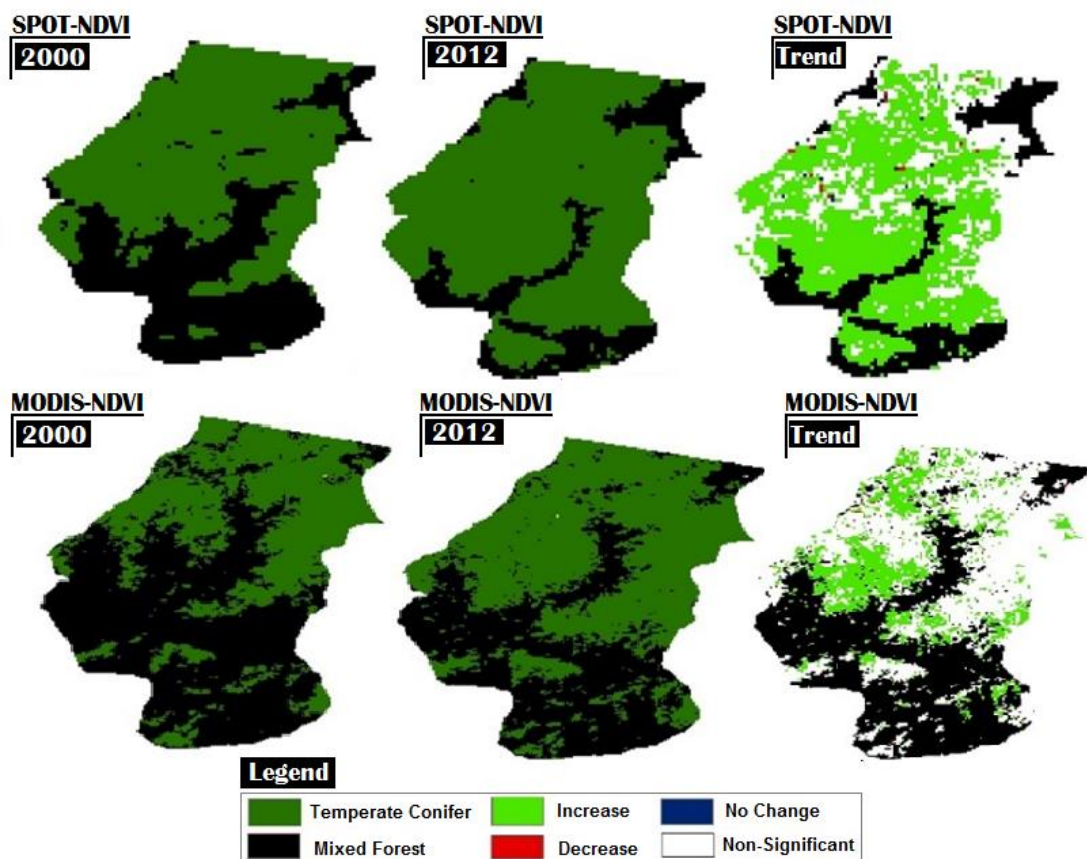 SPOT-NDVI
2000
SPOT-NDVI
2012
SPOT-NDVI
Trend
MODIS-NDVI
2000
MODIS-NDVI
2012
MODIS-NDVI
Trend
Legend
Temperate Conifer
Increase
No Change
Mixed Forest
Decrease
Non-Significant